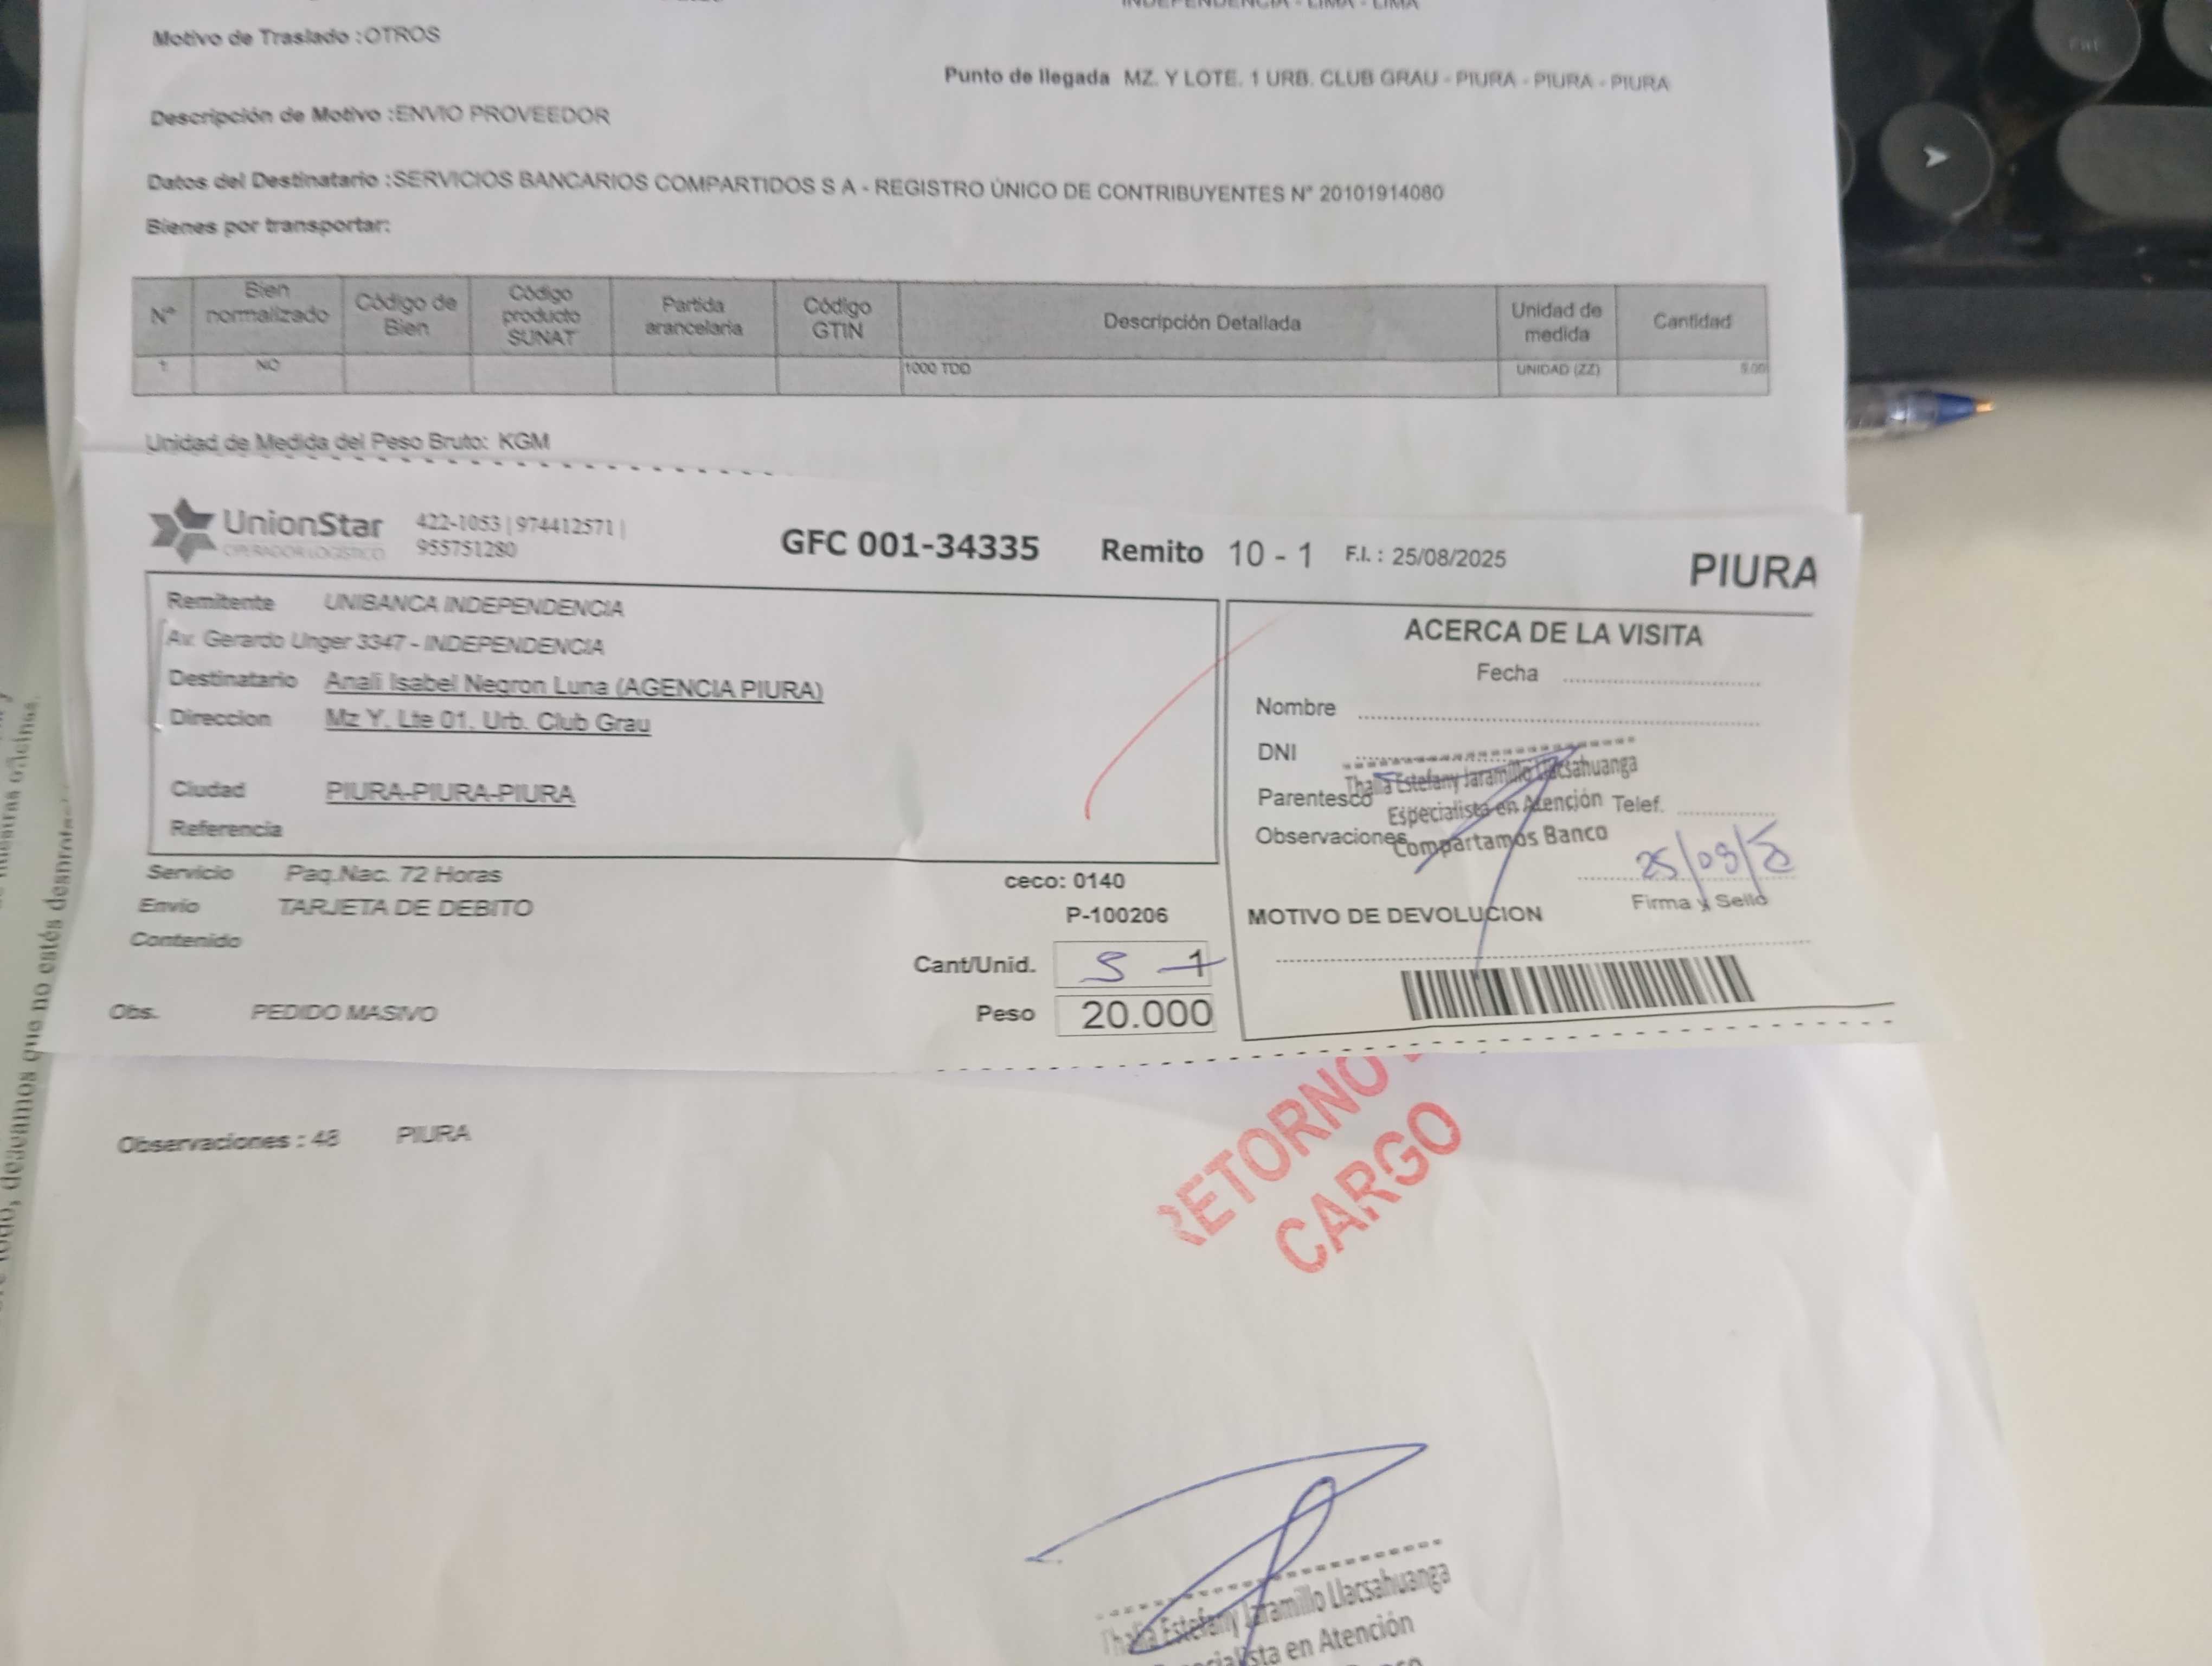 INDEPENDENCIA - LIMA - LIMA
Motivo de Traslado :OTROS
Punto de llegada MZ. Y LOTE. 1 URB. CLUB GRAU - PIURA - PIURA - PIURA
Descripción de Motivo :ENVIO PROVEEDOR
Datos del Destinatario :SERVICIOS BANCARIOS COMPARTIDOS S A - REGISTRO ÚNICO DE CONTRIBUYENTES N° 20101914080
Bienes por transportar:
N° Bien normalizado Código de Bien Código producto SUNAT Partida arancelaria Código GTIN Descripción Detallada Unidad de medida Cantidad
1 NO 1000 TDD UNIDAD (ZZ)
Unidad de Medida del Peso Bruto: KGM
UnionStar
OPERADOR LOGÍSTICO
422-1053 | 974412571 |
955751280
GFC 001-34335 Remito 10 - 1 F.I. : 25/08/2025 PIURA
Remitente UNIBANCA INDEPENDENCIA
Av. Gerardo Unger 3347 - INDEPENDENCIA
Destinatario Anali Isabel Negron Luna (AGENCIA PIURA)
Direccion Mz Y, Lte 01, Urb. Club Grau
Ciudad PIURA-PIURA-PIURA
Referencia
Servicio Paq.Nac. 72 Horas
Envio TARJETA DE DEBITO
Contenido
Obs. PEDIDO MASIVO
ceco: 0140
P-100206
Cant/Unid. 5 1
Peso 20.000
ACERCA DE LA VISITA
Fecha
Nombre
DNI
Thalia Estefany Jaramillo Llacsahuanga
Parentesco
Especialista en Atención Telef.
Observaciones
Compartamos Banco
25/08/25
Firma y Sello
MOTIVO DE DEVOLUCION
RETORNO
CARGO
Observaciones : 48 PIURA
Thalia Estefany Jaramillo Llacsahuanga
cialista en Atención